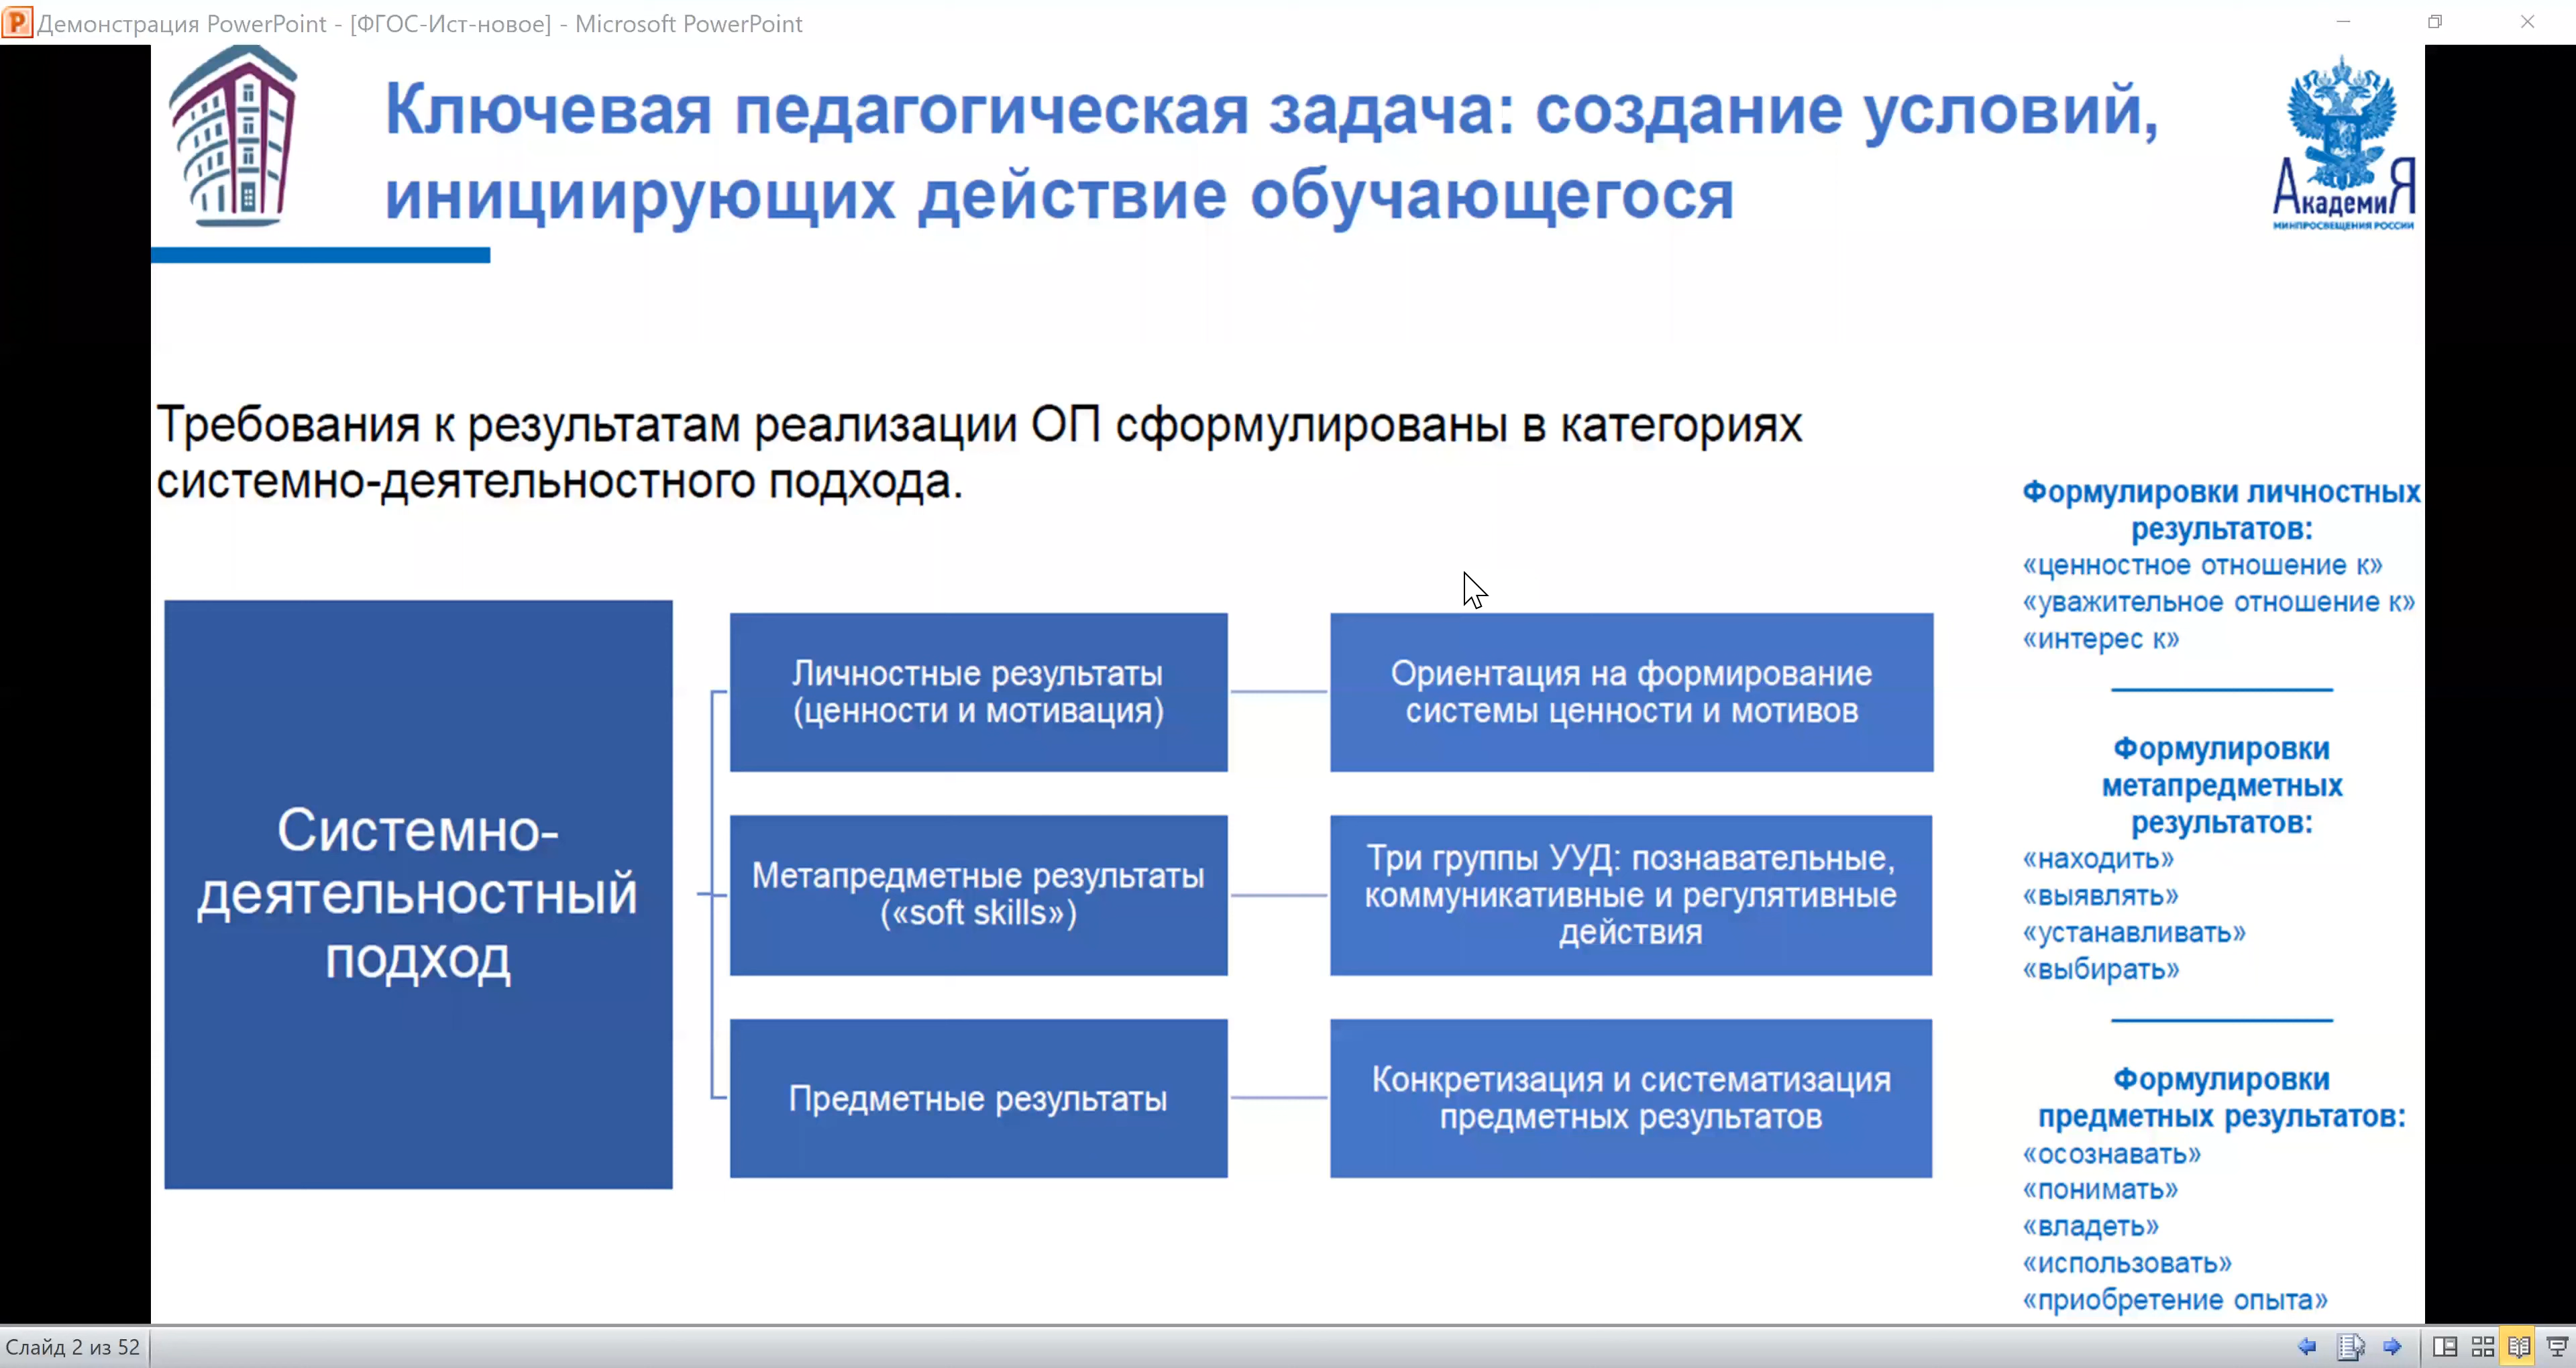 Демонстрация PowerPoint - [ФГОС-Ист-новое] - Microsoft PowerPoint
Ключевая педагогическая задача: создание условий,
инициирующих действие обучающегося
АкадемиЯ
МИНПРОСВЕЩЕНИЯ РОССИИ
Требования к результатам реализации ОП сформулированы в категориях
системно-деятельностного подхода.
Системно-
деятельностный
подход
Личностные результаты
(ценности и мотивация)
Ориентация на формирование
системы ценности и мотивов
Метапредметные результаты
(«soft skills»)
Три группы УУД: познавательные,
коммуникативные и регулятивные
действия
Предметные результаты
Конкретизация и систематизация
предметных результатов
Формулировки личностных
результатов:
«ценностное отношение к»
«уважительное отношение к»
«интерес к»
Формулировки
метапредметных
результатов:
«находить»
«выявлять»
«устанавливать»
«выбирать»
Формулировки
предметных результатов:
«осознавать»
«понимать»
«владеть»
«использовать»
«приобретение опыта»
Слайд 2 из 52